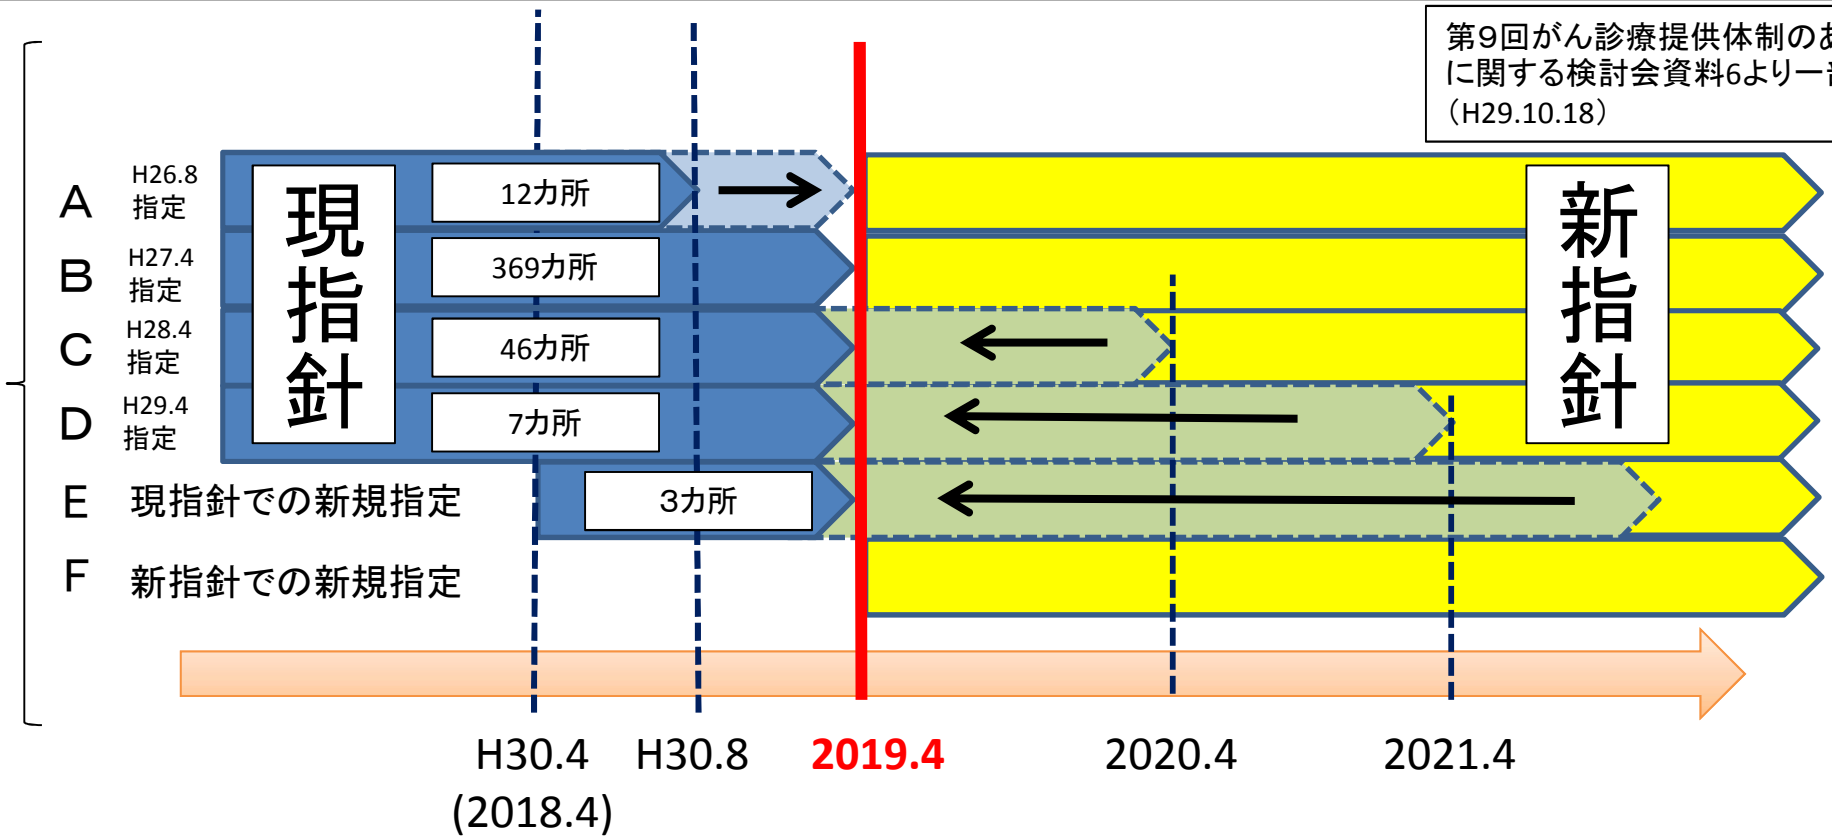 第9回がん診療提供体制のあ
に関する検討会資料6より一部
（H29.10.18）
A
H26.8
指定
12カ所
B
H27.4
指定
369カ所
C
H28.4
指定
46カ所
D
H29.4
指定
7カ所
現指針
新指針
E
現指針での新規指定
3カ所
F
新指針での新規指定
H30.4
(2018.4)
H30.8
2019.4
2020.4
2021.4